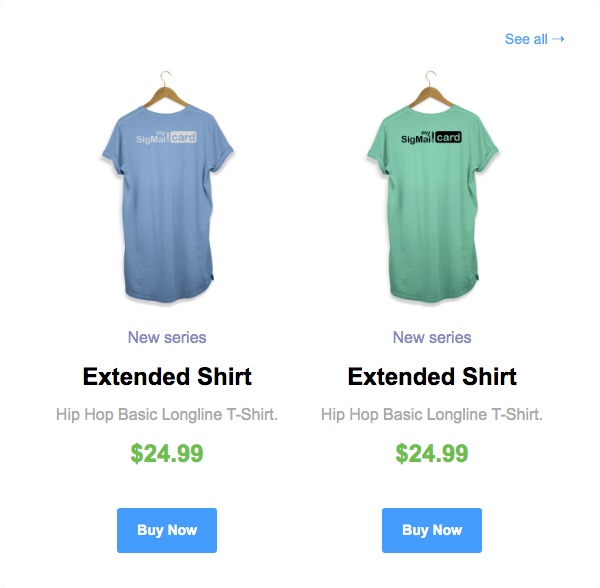 See all ➝
my
SigMail card
my
SigMail card
New series
New series
Extended Shirt
Extended Shirt
Hip Hop Basic Longline T-Shirt.
Hip Hop Basic Longline T-Shirt.
$24.99
$24.99
Buy Now
Buy Now